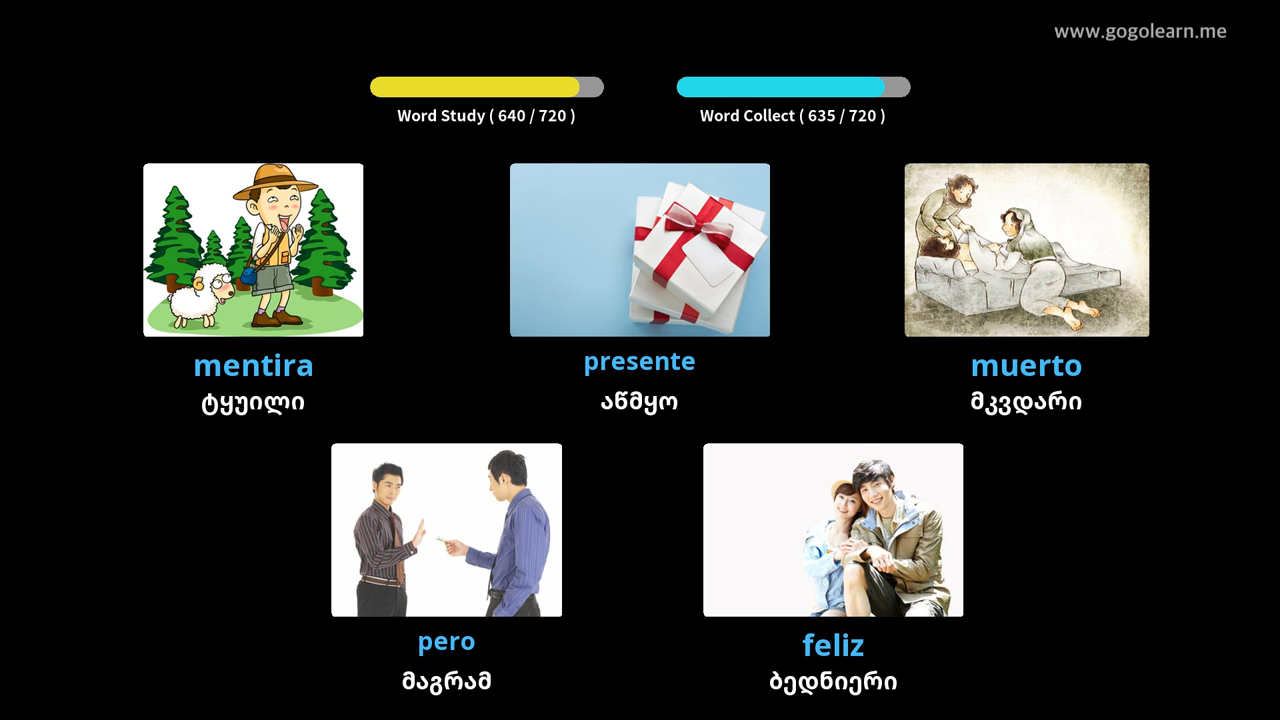 www.gogolearn.me
Word Study ( 640 / 720 )
Word Collect ( 635 / 720 )
mentira
ტყუილი
presente
აწმყო
muerto
მკვდარი
pero
მაგრამ
feliz
ბედნიერი